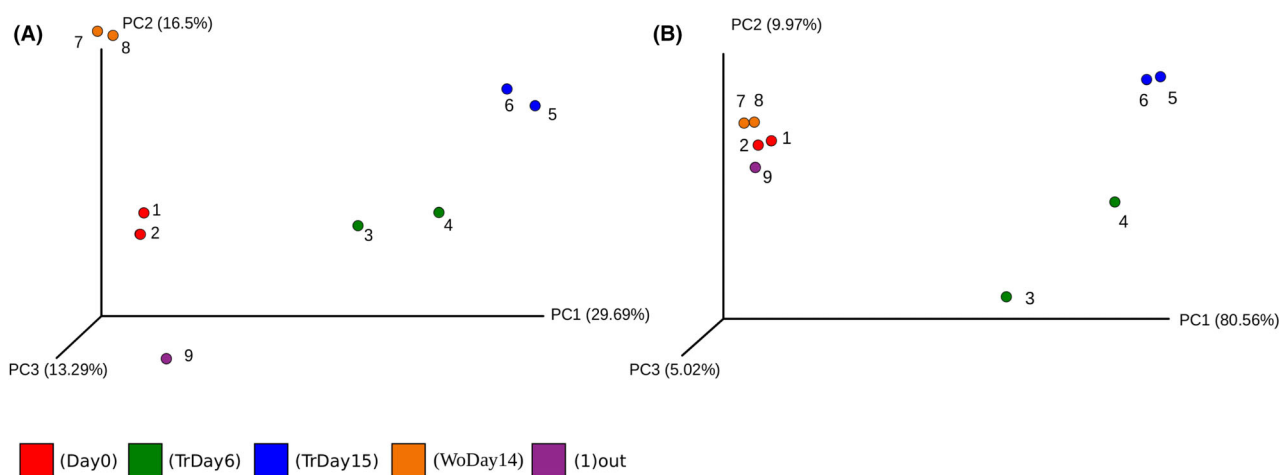 (A)
PC2 (16.5%)
7
8
6
5
1
2
3
4
PC1 (29.69%)
PC3 (13.29%)
9
(B)
PC2 (9.97%)
7 8
6
5
2
1
9
4
3
PC1 (80.56%)
PC3 (5.02%)
(Day0)
(TrDay6)
(TrDay15)
(WoDay14)
(1)out